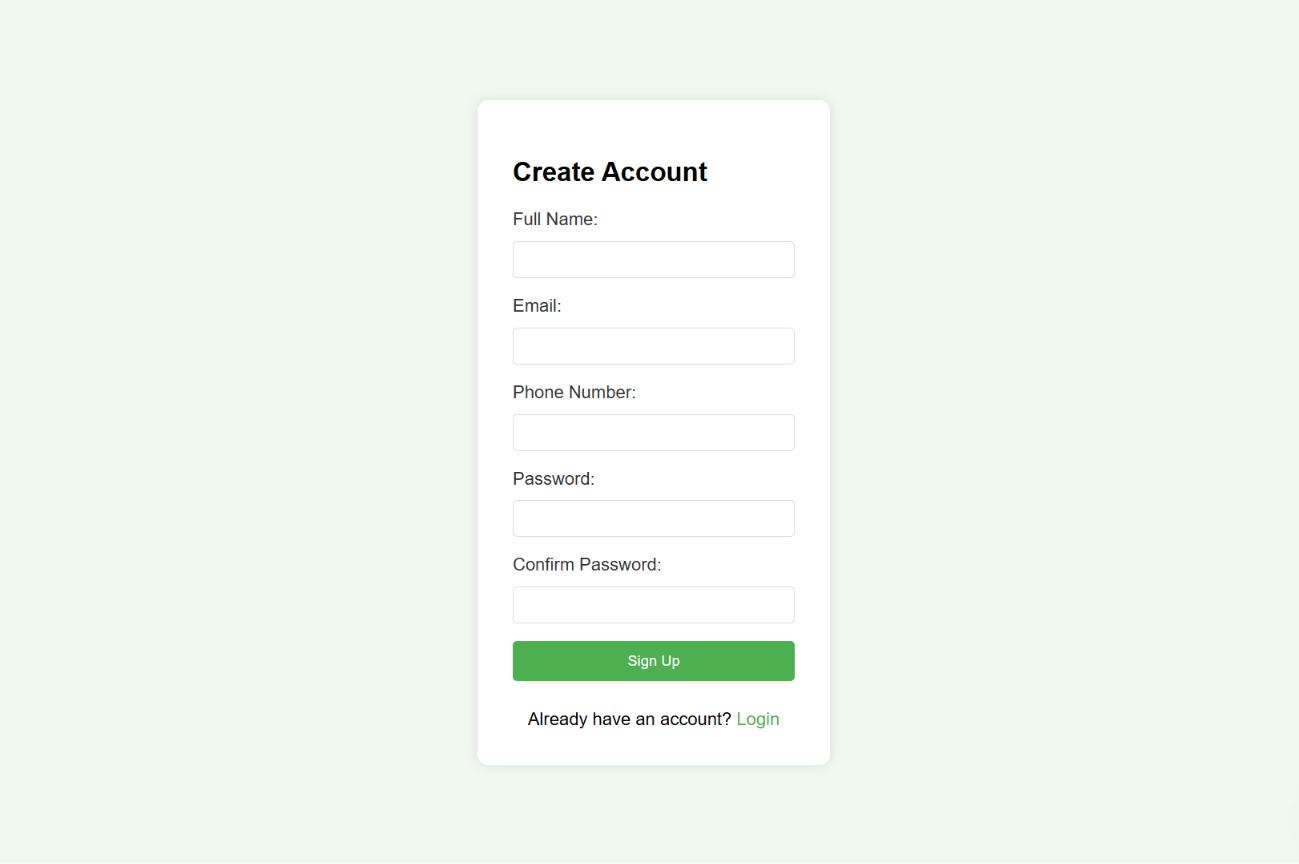 Create Account
Full Name:
Email:
Phone Number:
Password:
Confirm Password:
Sign Up
Already have an account? Login